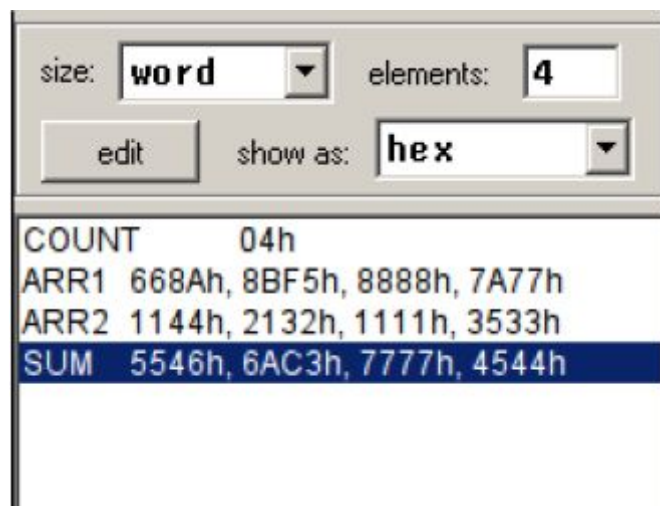 size: word elements: 4
edit show as: hex
COUNT 04h
ARR1 668Ah, 8BF5h, 8888h, 7A77h
ARR2 1144h, 2132h, 1111h, 3533h
SUM 5546h, 6AC3h, 7777h, 4544h